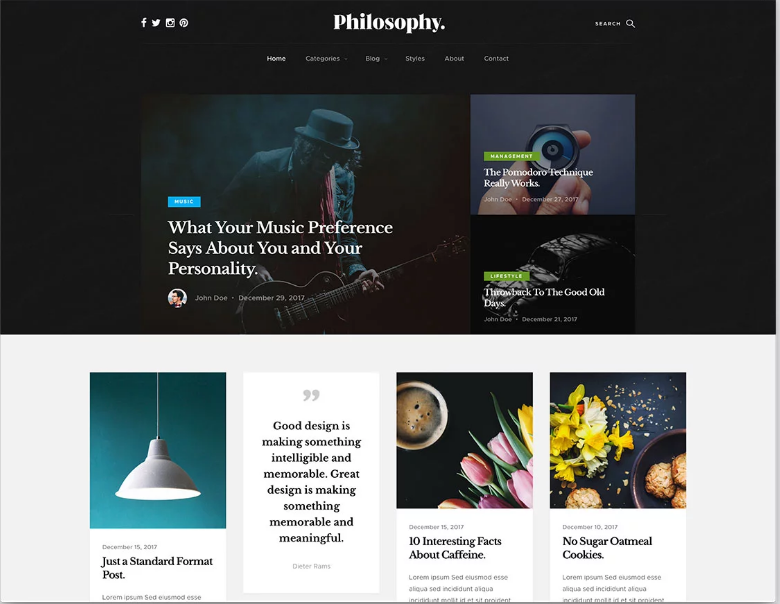 Philosophy.
SEARCH
Home Categories Blog Styles About Contact
MUSIC
What Your Music Preference
Says About You and Your
Personality.
John Doe • December 29, 2017
MANAGEMENT
The Pomodoro Technique
Really Works.
John Doe • December 27, 2017
LIFESTYLE
Throwback To The Good Old
Days.
John Doe • December 21, 2017
December 15, 2017
Just a Standard Format
Post.
Lorem ipsum Sed eiusmod esse
”
Good design is
making something
intelligible and
memorable. Great
design is making
something
memorable and
meaningful.
Dieter Rams
December 15, 2017
10 Interesting Facts
About Caffeine.
Lorem ipsum Sed eiusmod esse
aliqua sed incididunt aliqua
incididunt mollit id et sit proident
December 10, 2017
No Sugar Oatmeal
Cookies.
Lorem ipsum Sed eiusmod esse
aliqua sed incididunt aliqua
incididunt mollit id et sit proident